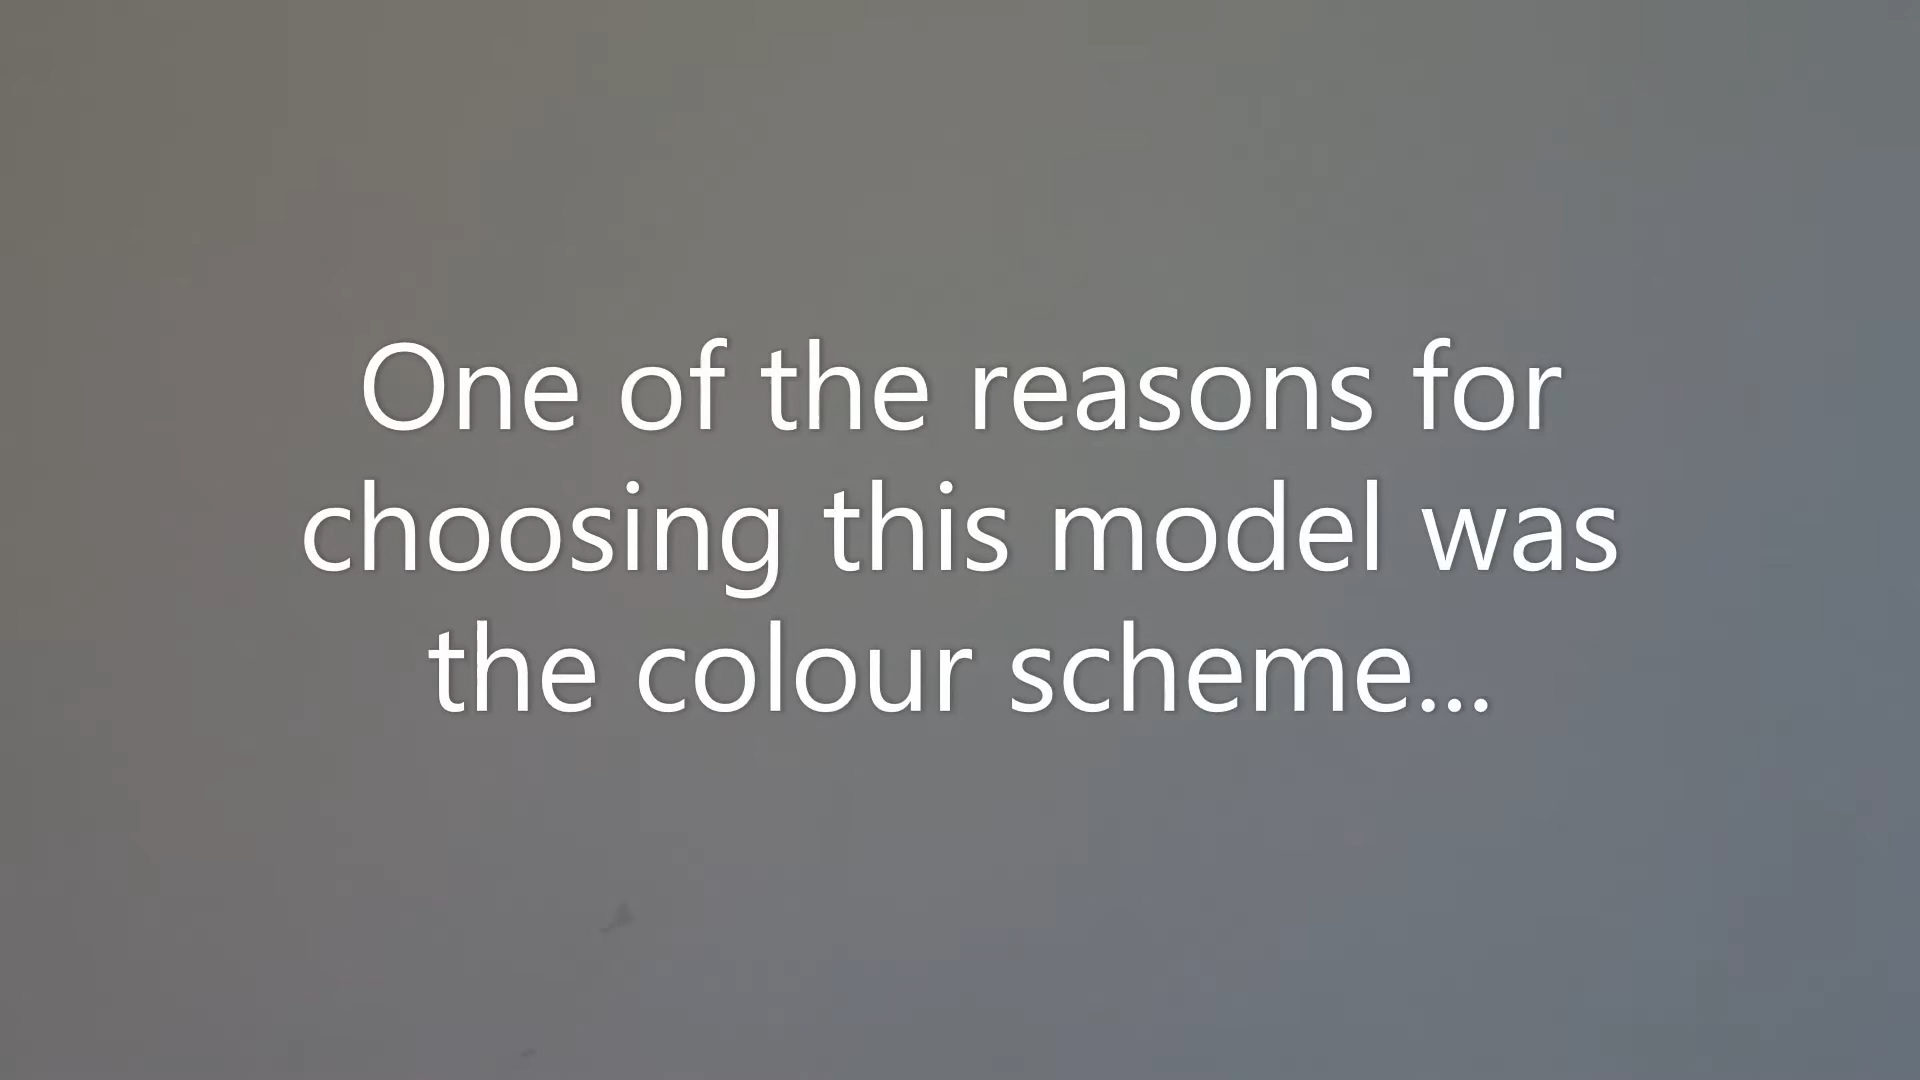 One of the reasons for
choosing this model was
the colour scheme...